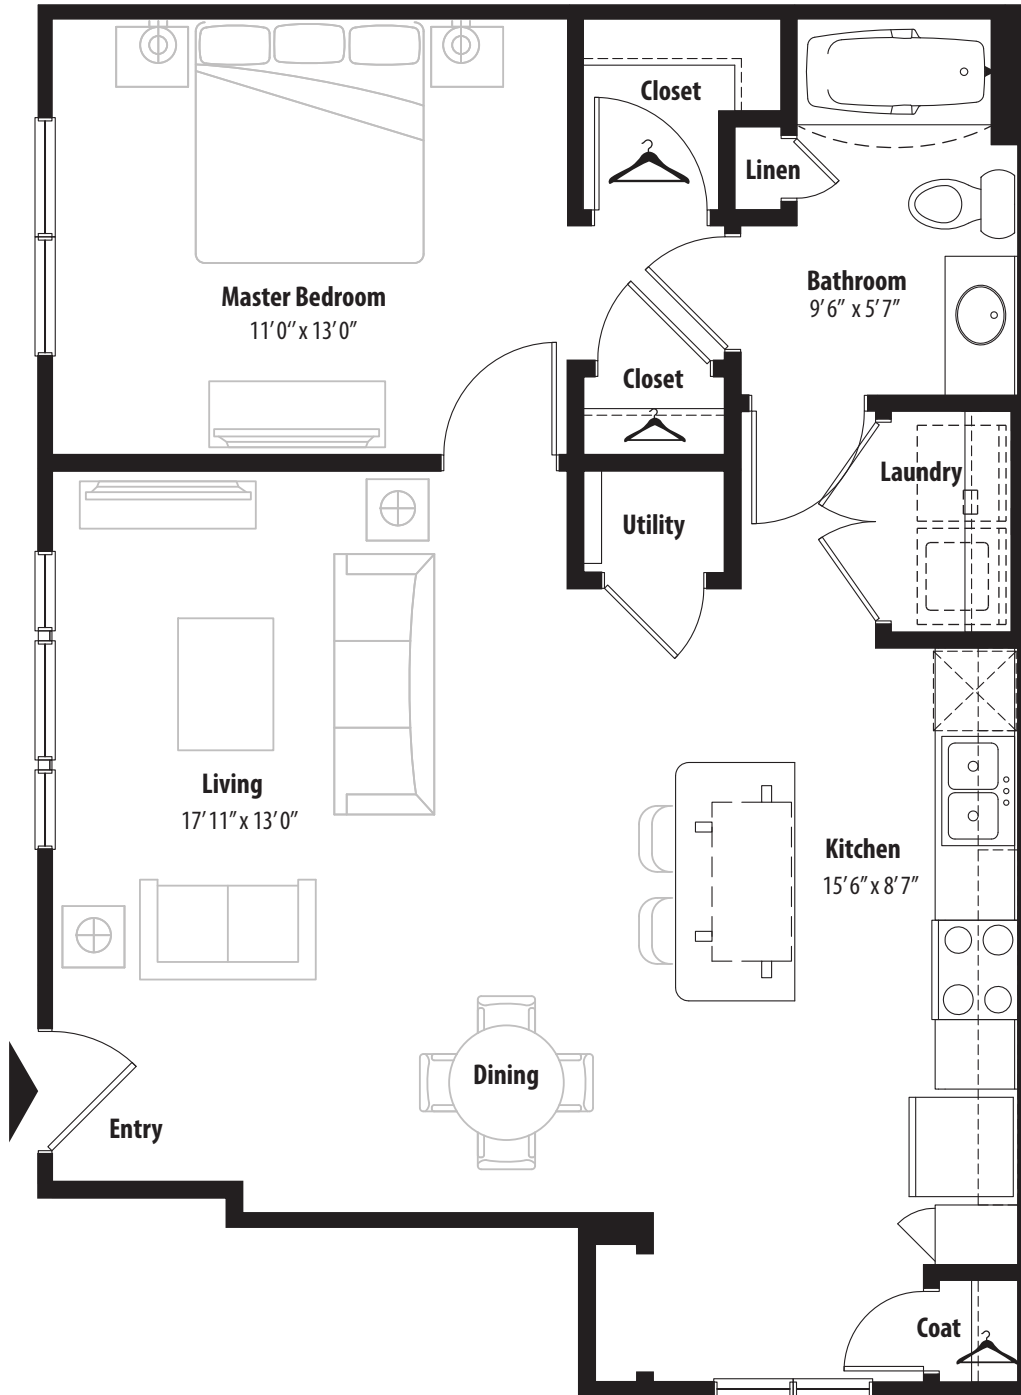 Closet
Linen
Master Bedroom
11'0" x 13'0"
Bathroom
9'6" x 5'7"
Closet
Laundry
Utility
Living
17'11" x 13'0"
Kitchen
15'6" x 8'7"
Dining
Entry
Coat